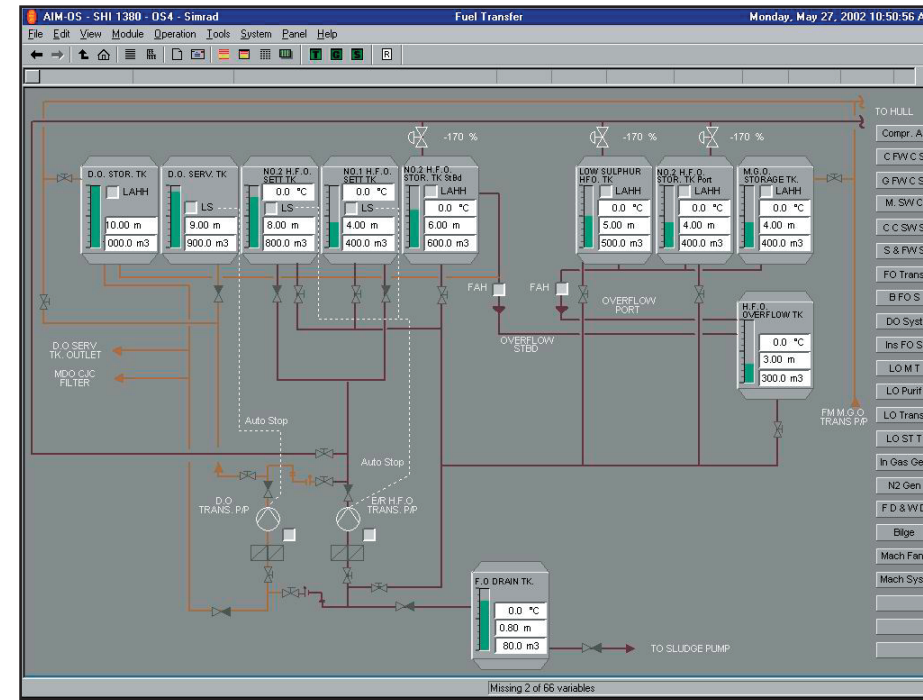 AIM-OS - SHI 1380 - OS4 - Simrad
Fuel Transfer
Monday, May 27, 2002 10:50:56 A
File Edit View Module Operation Tools System Panel Help
T G S R
TO HULL
-170 %
-170 %
-170 %
D.O. STOR. TK
LAHH
10.00 m
000.0 m3
D.O. SERV. TK
LS
9.00 m
900.0 m3
NO.2 H.F.O.
SETT TK
0.0 °C
LS
8.00 m
800.0 m3
NO.1 H.F.O.
SETT TK
0.0 °C
LS
4.00 m
400.0 m3
NO.2 H.F.O.
STOR. TK StBd
LAHH
0.0 °C
6.00 m
600.0 m3
LOW SULPHUR
HFO. TK
LAHH
0.0 °C
5.00 m
500.0 m3
NO.2 H.F.O.
STOR. TK Port
LAHH
0.0 °C
4.00 m
400.0 m3
M.G.O.
STORAGE TK.
LAHH
0.0 °C
4.00 m
400.0 m3
FAH
FAH
OVERFLOW
PORT
OVERFLOW
STBD
H.F.O.
OVERFLOW TK
0.0 °C
3.00 m
300.0 m3
D.O SERV
TK. OUTLET
MDO CJC
FILTER
FM M.G.O
TRANS P/P
Auto Stop
Auto Stop
D.O
TRANS. P/P
E/R H.F.O
TRANS. P/P
F.O DRAIN TK.
0.0 °C
0.80 m
80.0 m3
TO SLUDGE PUMP
Compr. A
C FW C S
G FW C S
M. SW C
C C SW S
S & FW S
FO Trans
B FO S
DO Syst
Ins FO S
LO M T
LO Purif
LO Trans
LO ST T
In Gas Ge
N2 Gen
F D & W D
Bilge
Mach Fan
Mach Sys
Missing 2 of 66 variables